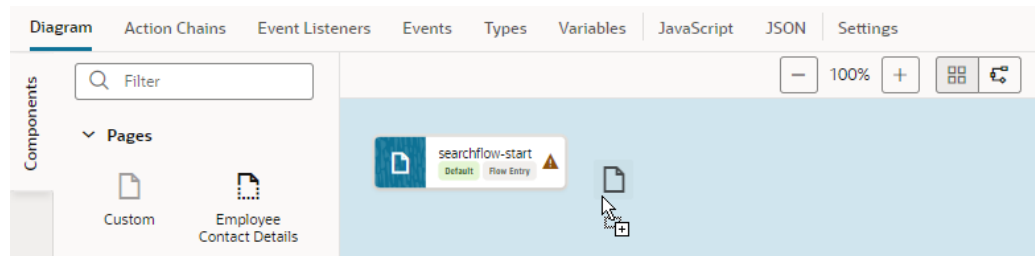 Diagram Action Chains Event Listeners Events Types Variables JavaScript JSON Settings
Components
Filter
100%
Pages
searchflow-start
Default Flow Entry
Custom
Employee
Contact Details